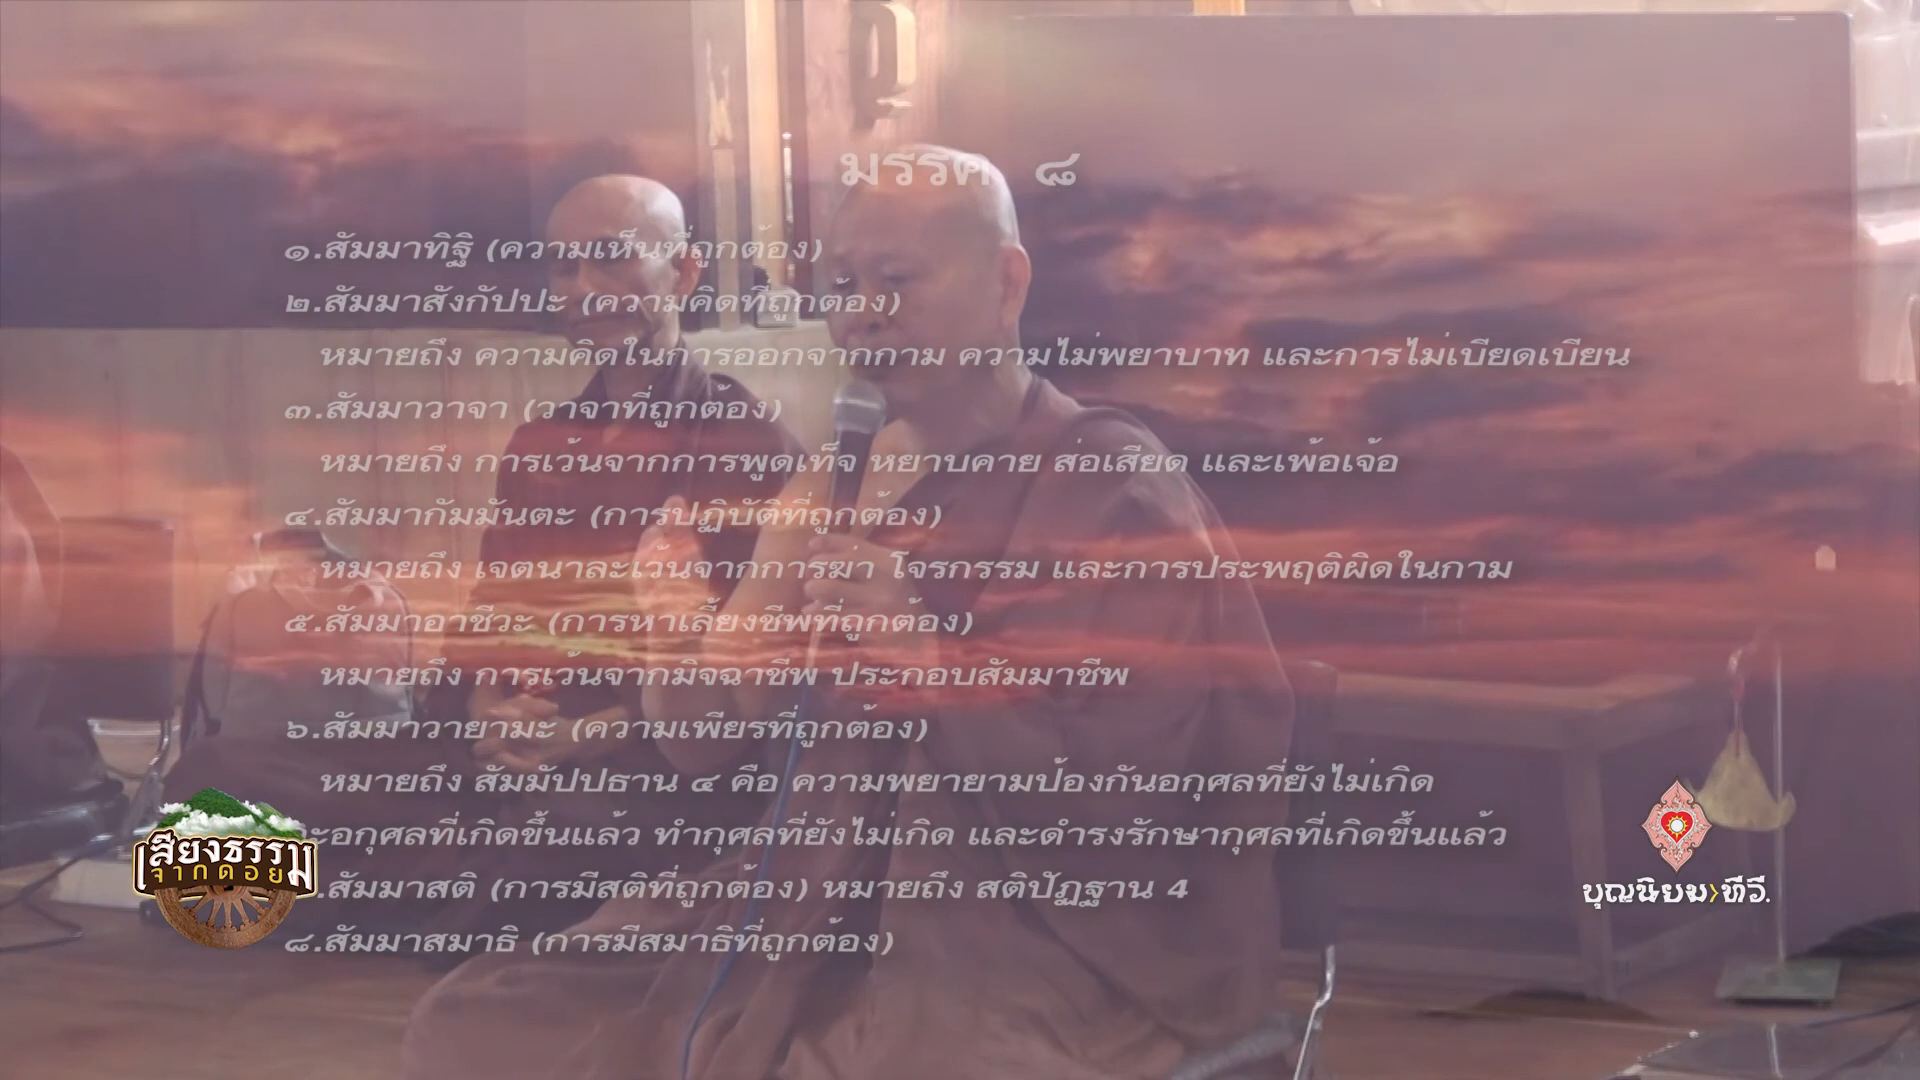 มรรค ๘
๑.สัมมาทิฐิ (ความเห็นที่ถูกต้อง)
๒.สัมมาสังกัปปะ (ความคิดที่ถูกต้อง)
หมายถึง ความคิดในการออกจากกาม ความไม่พยาบาท และการไม่เบียดเบียน
๓.สัมมาวาจา (วาจาที่ถูกต้อง)
หมายถึง การเว้นจากการพูดเท็จ หยาบคาย ส่อเสียด และเพ้อเจ้อ
๔.สัมมากัมมันตะ (การปฏิบัติที่ถูกต้อง)
หมายถึง เจตนาละเว้นจากการฆ่า โจรกรรม และการประพฤติผิดในกาม
๕.สัมมาอาชีวะ (การหาเลี้ยงชีพที่ถูกต้อง)
หมายถึง การเว้นจากมิจฉาชีพ ประกอบสัมมาชีพ
๖.สัมมาวายามะ (ความเพียรที่ถูกต้อง)
หมายถึง สัมมัปปธาน ๔ คือ ความพยายามป้องกันอกุศลที่ยังไม่เกิด
ะอกุศลที่เกิดขึ้นแล้ว ทำกุศลที่ยังไม่เกิด และดำรงรักษากุศลที่เกิดขึ้นแล้ว
.สัมมาสติ (การมีสติที่ถูกต้อง) หมายถึง สติปัฏฐาน 4
๘.สัมมาสมาธิ (การมีสมาธิที่ถูกต้อง)
เสียงธรรม
จากดอย
บุญนิยม>ทีวี.